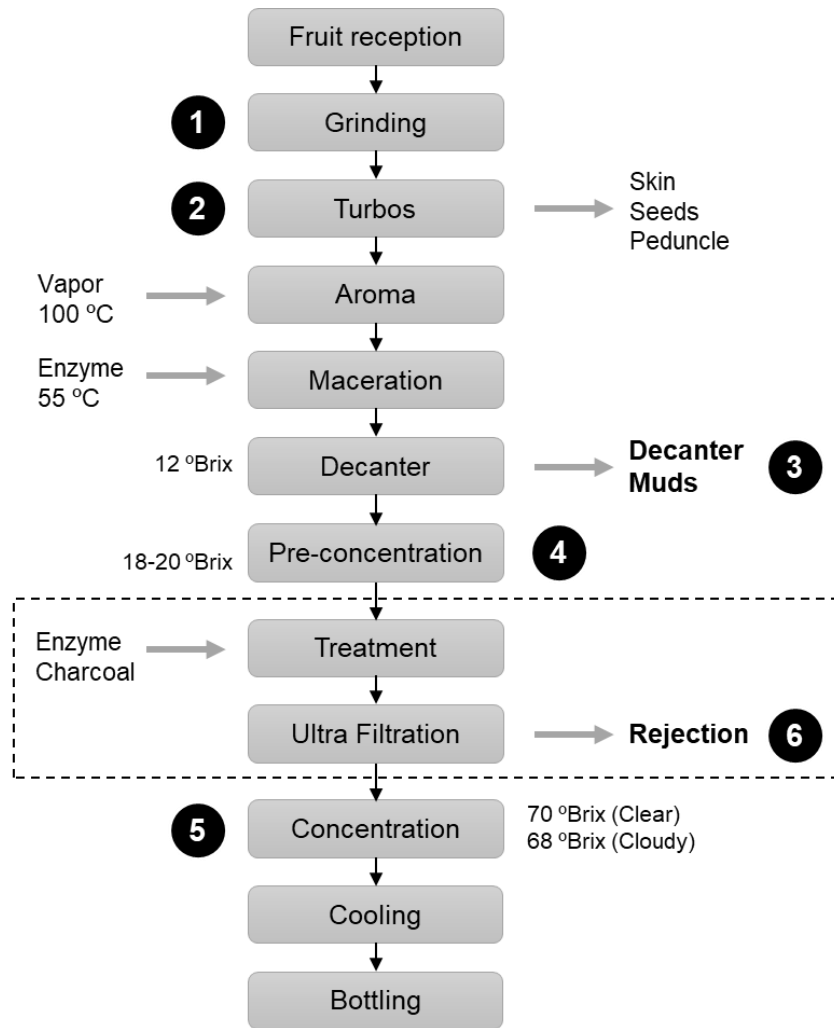 Fruit reception
1
Grinding
2
Turbos
Skin
Seeds
Peduncle
Vapor
100 ºC
Aroma
Enzyme
55 ºC
Maceration
12 ºBrix
Decanter
Decanter
Muds
3
18-20 ºBrix
Pre-concentration
4
Enzyme
Charcoal
Treatment
Ultra Filtration
Rejection
6
5
Concentration
70 ºBrix (Clear)
68 ºBrix (Cloudy)
Cooling
Bottling